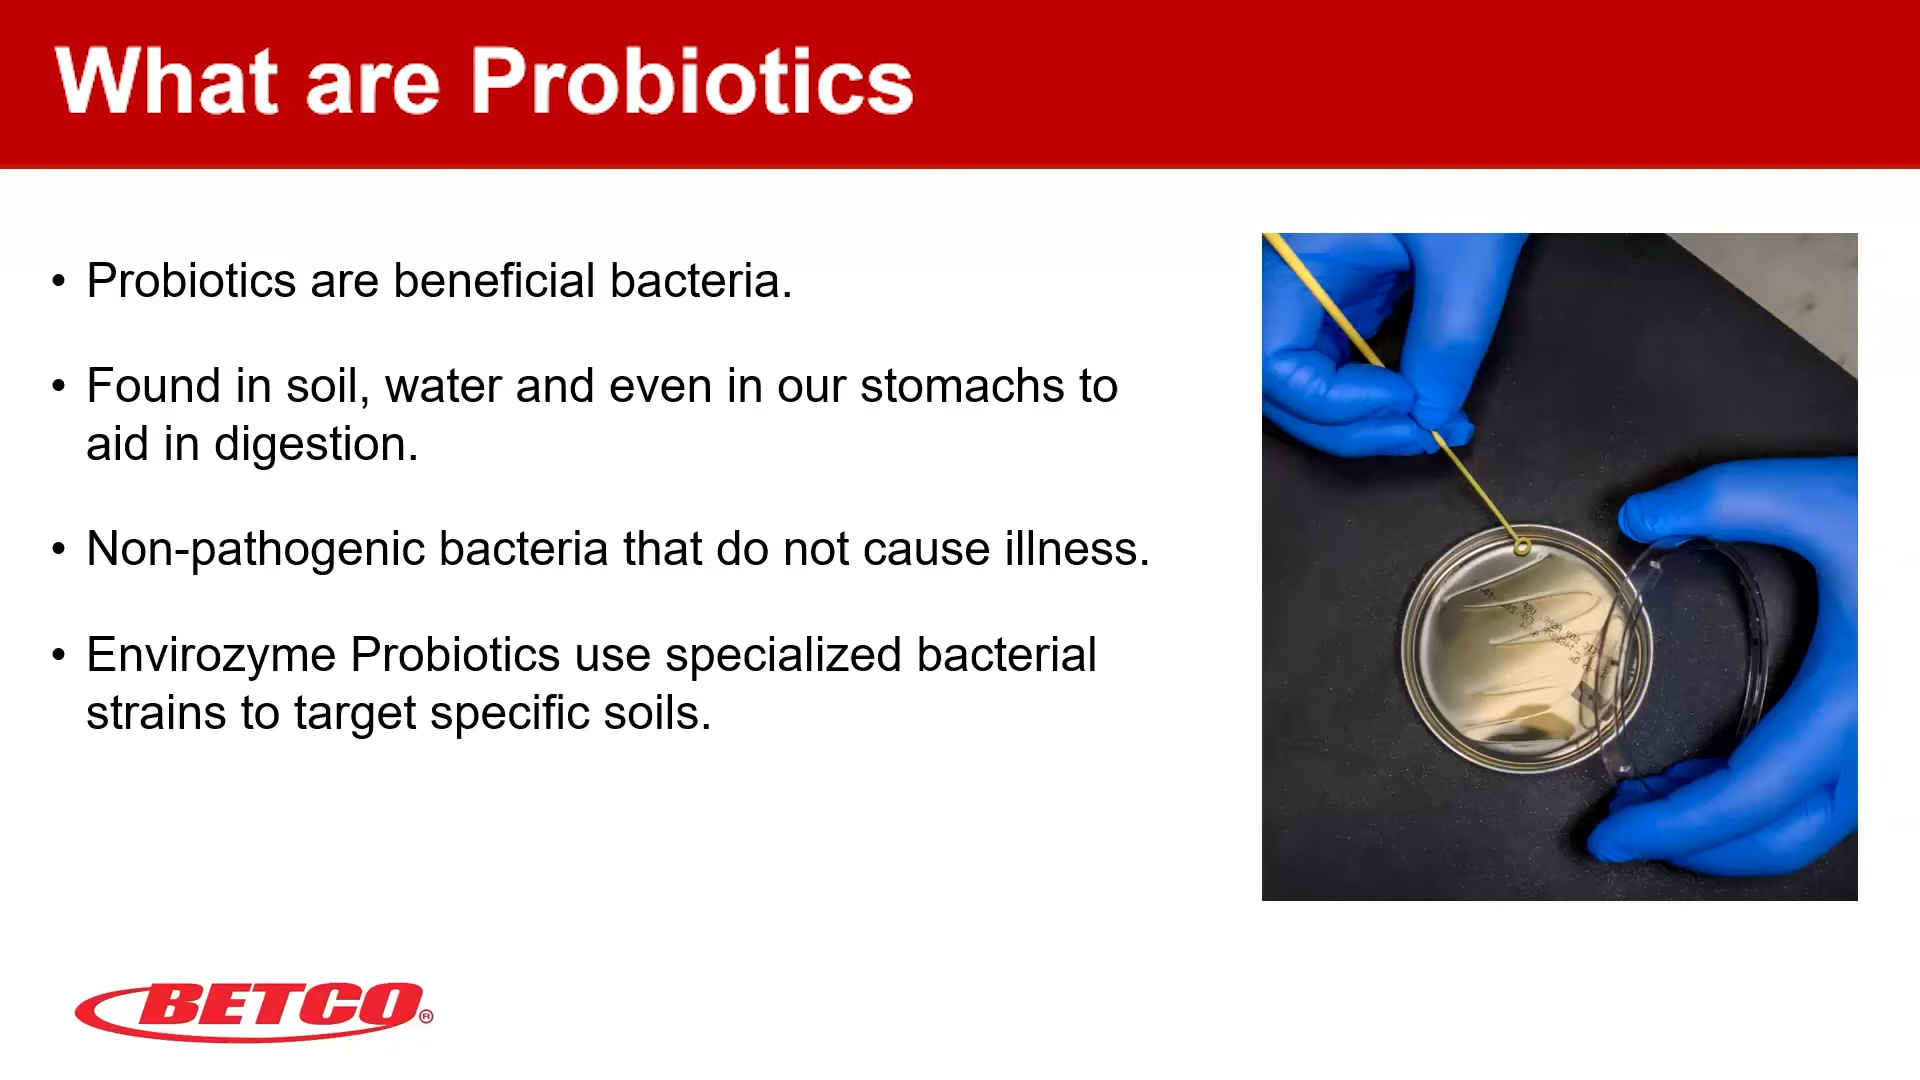 What are Probiotics
• Probiotics are beneficial bacteria.
• Found in soil, water and even in our stomachs to
aid in digestion.
• Non-pathogenic bacteria that do not cause illness.
• Envirozyme Probiotics use specialized bacterial
strains to target specific soils.
BETCO®